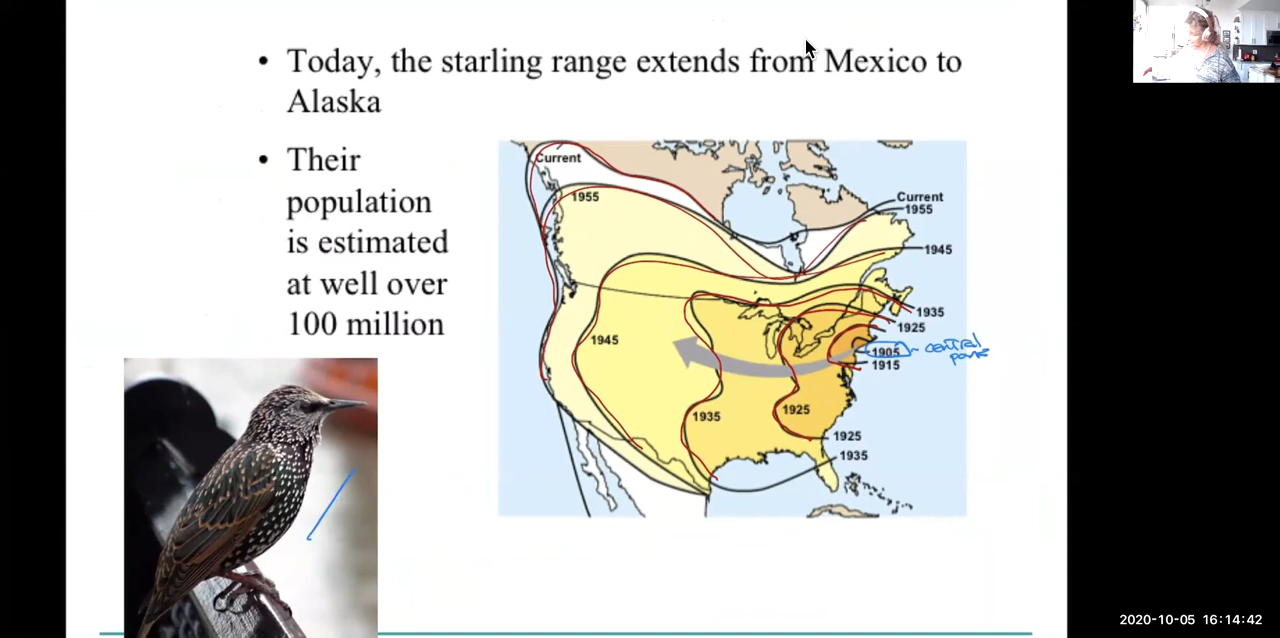 • Today, the starling range extends from Mexico to
Alaska
• Their
population
is estimated
at well over
100 million
Current
1955
Current
1955
1945
1945
1935
1925
1905 - central
park
1915
1935
1925
1925
1935
2020-10-05 16:14:42